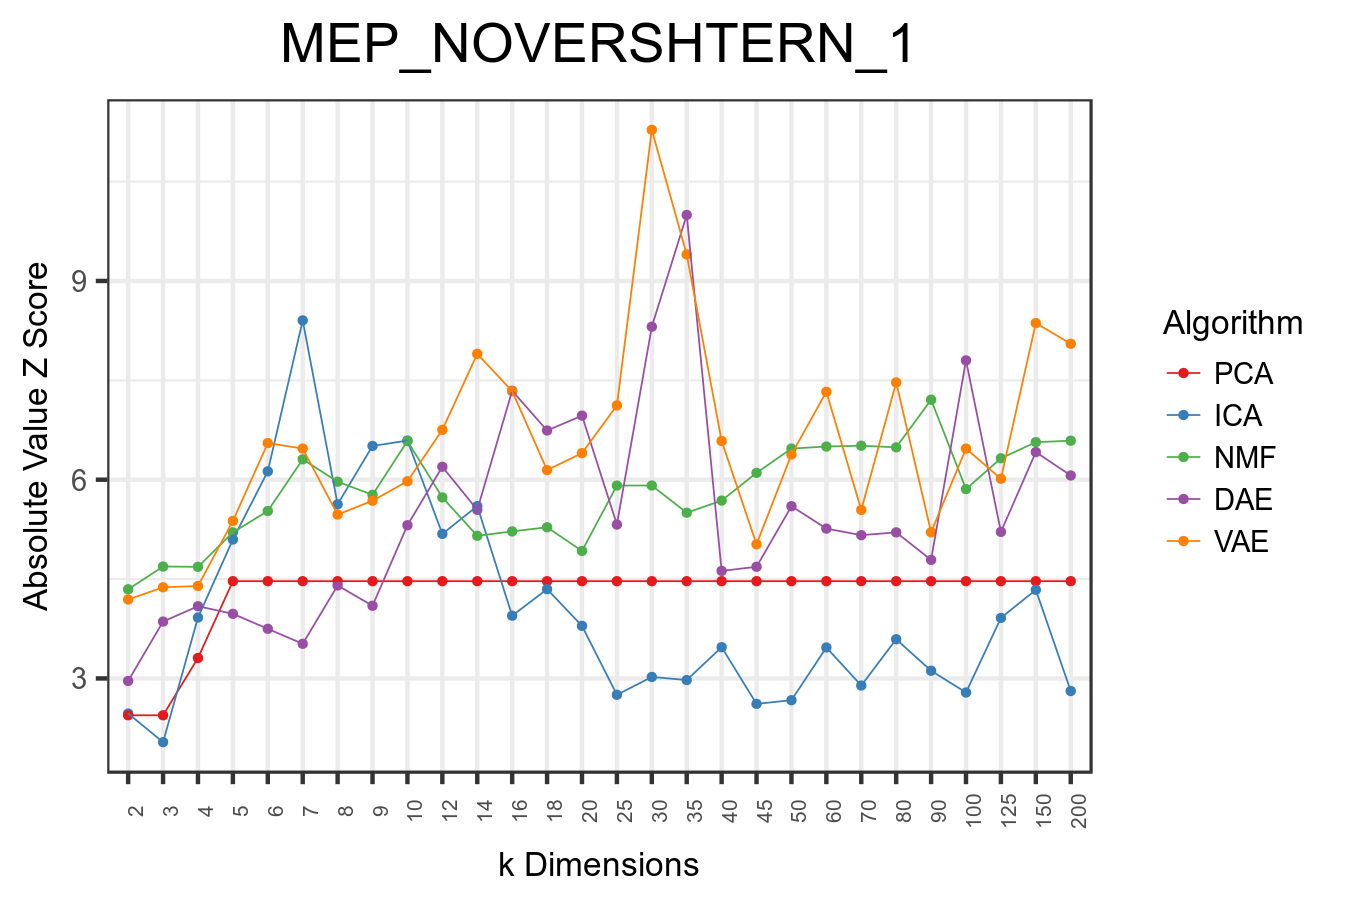 MEP_NOVERSHTERN_1
Absolute Value Z Score
9
6
3
2 3 4 5 6 7 8 9 10 12 14 16 18 20 25 30 35 40 45 50 60 70 80 90 100 125 150 200
k Dimensions
Algorithm
PCA
ICA
NMF
DAE
VAE